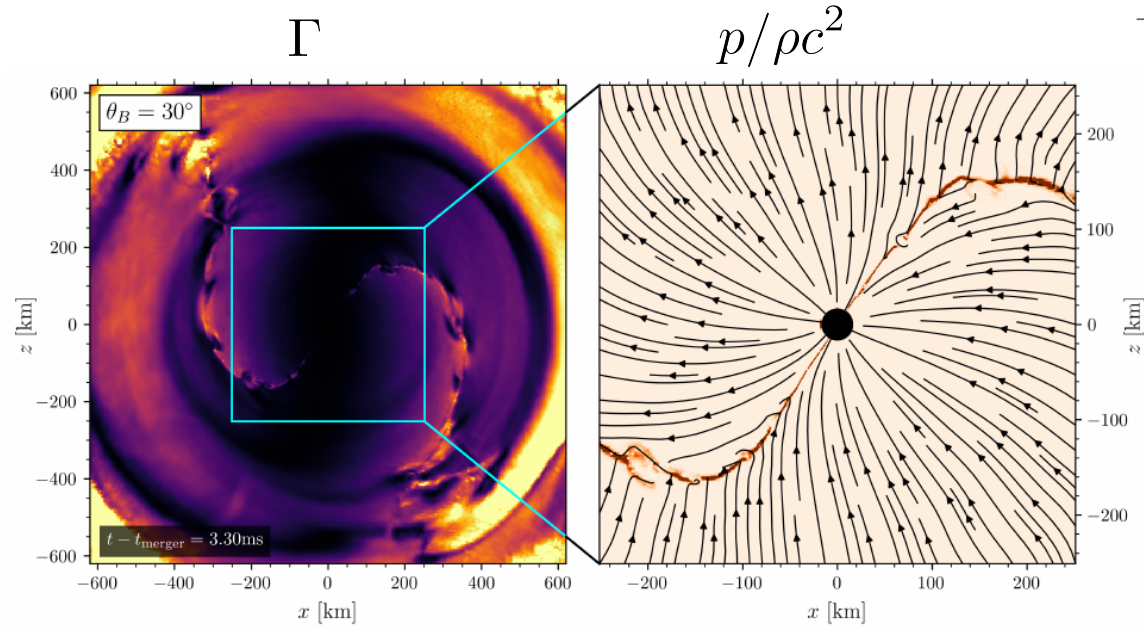 Γ
p/ρc²
θ_B = 30°
600
400
200
0
−200
−400
−600
z [km]
t − t_merger = 3.30ms
−600 −400 −200 0 200 400 600
x [km]
200
100
0
−100
−200
z [km]
−200 −100 0 100 200
x [km]